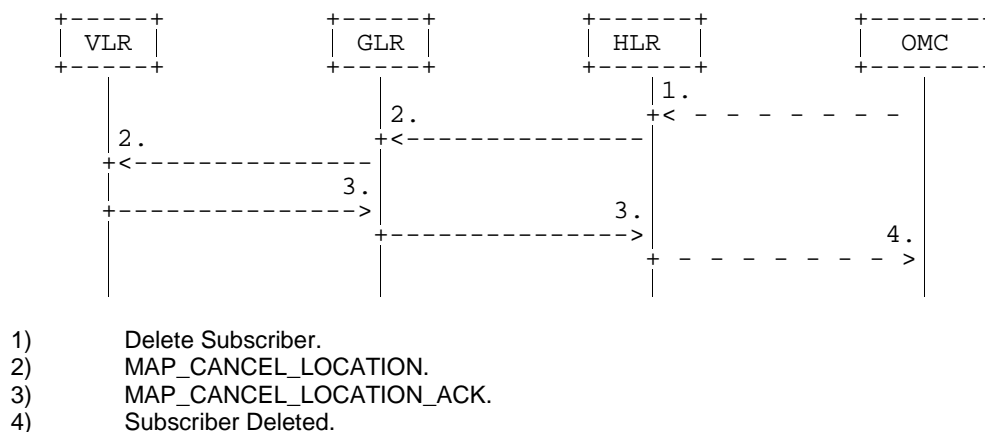 VLR GLR HLR OMC
1.
2.
2.
3.
3.
4.
1) Delete Subscriber.
2) MAP_CANCEL_LOCATION.
3) MAP_CANCEL_LOCATION_ACK.
4) Subscriber Deleted.